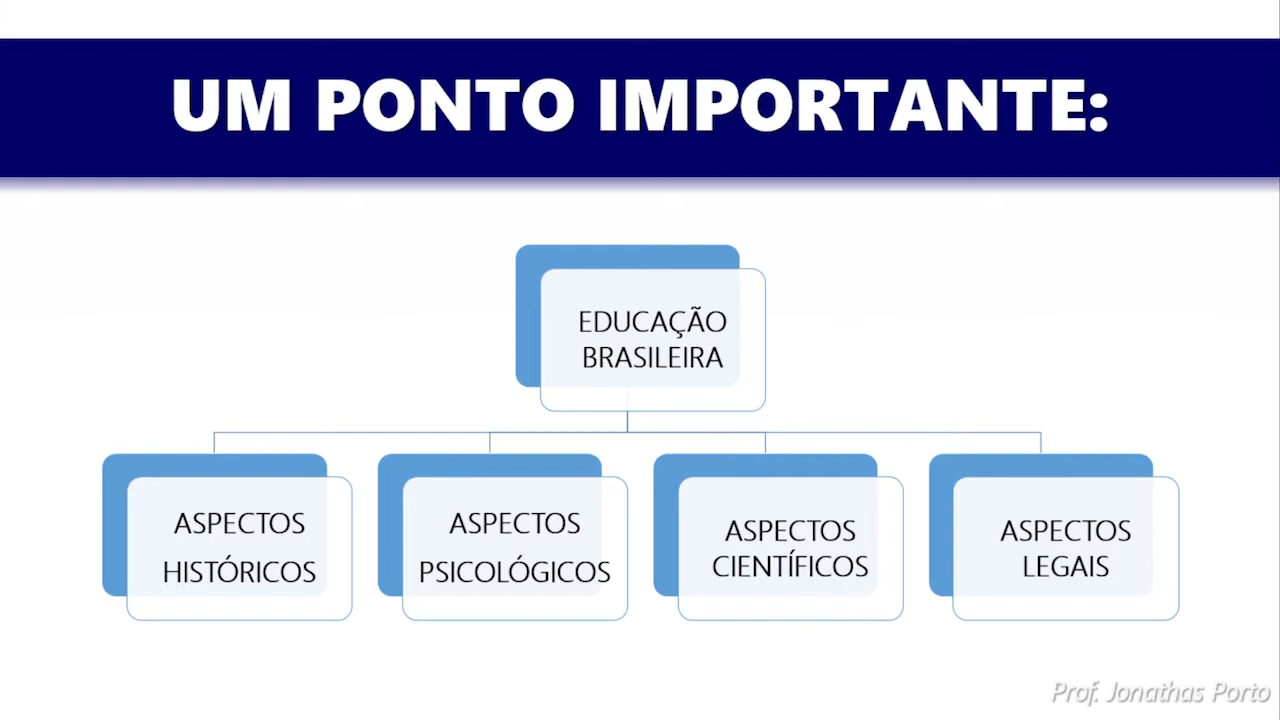 UM PONTO IMPORTANTE:
EDUCAÇÃO
BRASILEIRA
ASPECTOS
HISTÓRICOS
ASPECTOS
PSICOLÓGICOS
ASPECTOS
CIENTÍFICOS
ASPECTOS
LEGAIS
Prof. Jonathas Porto